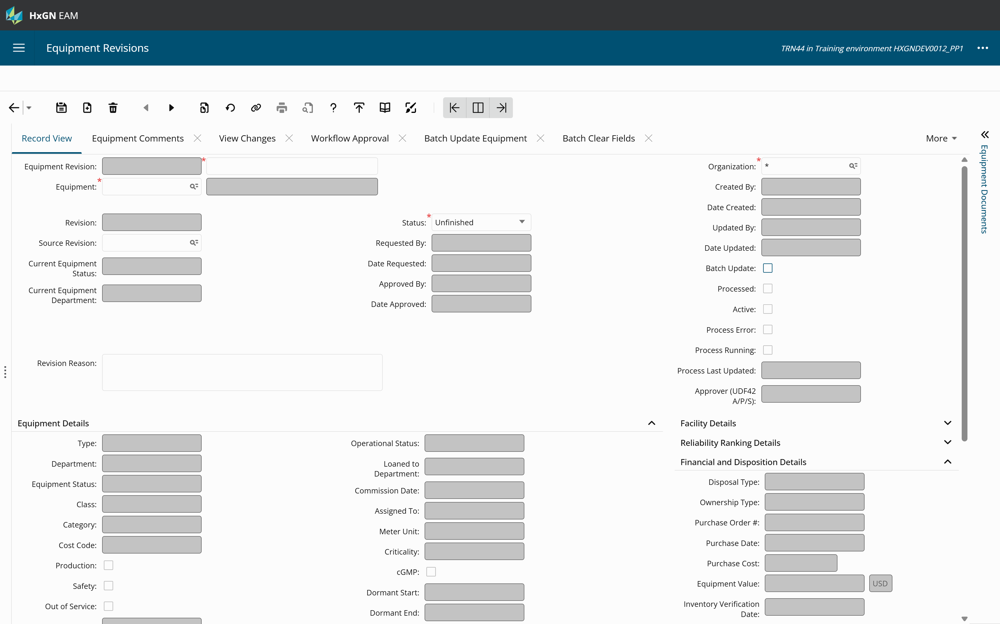 HxGN EAM
Equipment Revisions
TRN44 in Training environment HXGNDEV0012_PP1
Record View
Equipment Comments
View Changes
Workflow Approval
Batch Update Equipment
Batch Clear Fields
More
Equipment Documents
Equipment Revision: *
Equipment: *
Revision:
Source Revision:
Current Equipment
Status:
Current Equipment
Department:
Status: * Unfinished
Requested By:
Date Requested:
Approved By:
Date Approved:
Revision Reason:
Organization: * *
Created By:
Date Created:
Updated By:
Date Updated:
Batch Update:
Processed:
Active:
Process Error:
Process Running:
Process Last Updated:
Approver (UDF42
A/P/S):
Equipment Details
Type:
Department:
Equipment Status:
Class:
Category:
Cost Code:
Production:
Safety:
Out of Service:
Operational Status:
Loaned to
Department:
Commission Date:
Assigned To:
Meter Unit:
Criticality:
cGMP:
Dormant Start:
Dormant End:
Facility Details
Reliability Ranking Details
Financial and Disposition Details
Disposal Type:
Ownership Type:
Purchase Order #:
Purchase Date:
Purchase Cost:
Equipment Value: USD
Inventory Verification
Date: